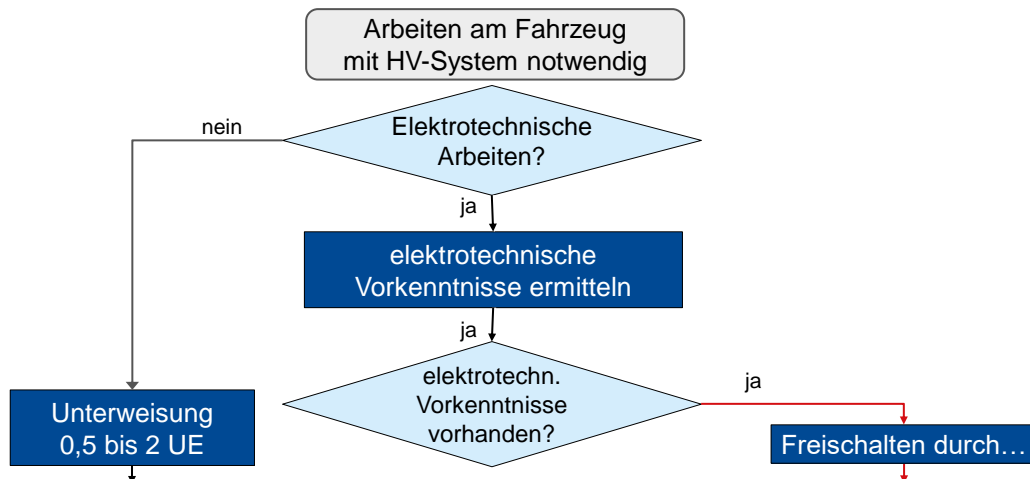 Arbeiten am Fahrzeug
mit HV-System notwendig
nein
Elektrotechnische
Arbeiten?
ja
elektrotechnische
Vorkenntnisse ermitteln
ja
elektrotechn.
Vorkenntnisse
vorhanden?
ja
Unterweisung
0,5 bis 2 UE
Freischalten durch…